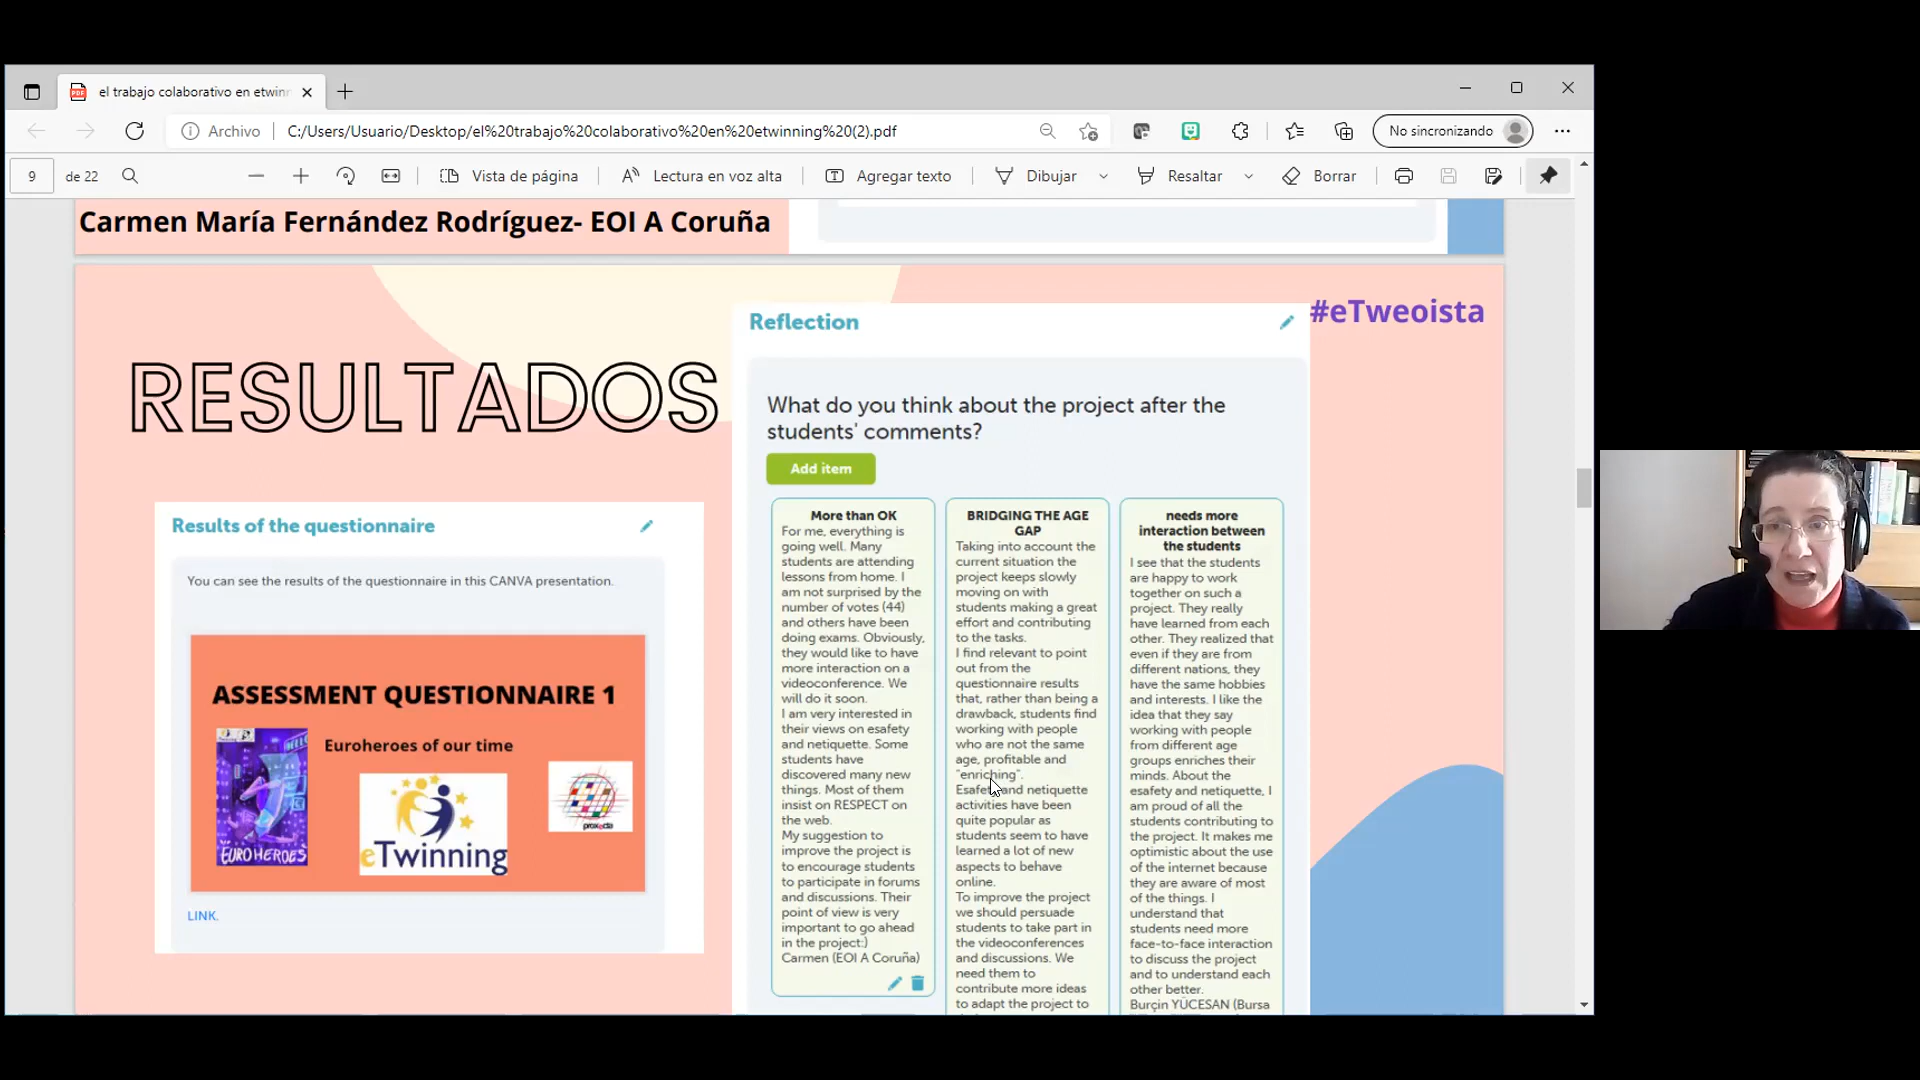 el trabajo colaborativo en etwinn
Archivo
C:/Users/Usuario/Desktop/el%20trabajo%20colaborativo%20en%20etwinning%20(2).pdf
No sincronizando
9
de 22
Vista de página
Lectura en voz alta
Agregar texto
Dibujar
Resaltar
Borrar
Carmen María Fernández Rodríguez- EOI A Coruña
#eTweoista
RESULTADOS
Results of the questionnaire
You can see the results of the questionnaire in this CANVA presentation.
ASSESSMENT QUESTIONNAIRE 1
Euroheroes of our time
EUROHEROES
eTwinning
proxecta
LINK.
Reflection
What do you think about the project after the
students' comments?
Add item
More than OK
For me, everything is
going well. Many
students are attending
lessons from home. I
am not surprised by the
number of votes (44)
and others have been
doing exams. Obviously,
they would like to have
more interaction on a
videoconference. We
will do it soon.
I am very interested in
their views on esafety
and netiquette. Some
students have
discovered many new
things. Most of them
insist on RESPECT on
the web.
My suggestion to
improve the project is
to encourage students
to participate in forums
and discussions. Their
point of view is very
important to go ahead
in the project:)
Carmen (EOI A Coruña)
BRIDGING THE AGE
GAP
Taking into account the
current situation the
project keeps slowly
moving on with
students making a great
effort and contributing
to the tasks.
I find relevant to point
out from the
questionnaire results
that, rather than being a
drawback, students find
working with people
who are not the same
age, profitable and
"enriching".
Esafety and netiquette
activities have been
quite popular as
students seem to have
learned a lot of new
aspects to behave
online.
To improve the project
we should persuade
students to take part in
the videoconferences
and discussions. We
need them to
contribute more ideas
to adapt the project to
needs more
interaction between
the students
I see that the students
are happy to work
together on such a
project. They really
have learned from each
other. They realized that
even if they are from
different nations, they
have the same hobbies
and interests. I like the
idea that they say
working with people
from different age
groups enriches their
minds. About the
esafety and netiquette, I
am proud of all the
students contributing to
the project. It makes me
optimistic about the use
of the internet because
they are aware of most
of the things. I
understand that
students need more
face-to-face interaction
to discuss the project
and to understand each
other better.
Burçin YÜCESAN (Bursa